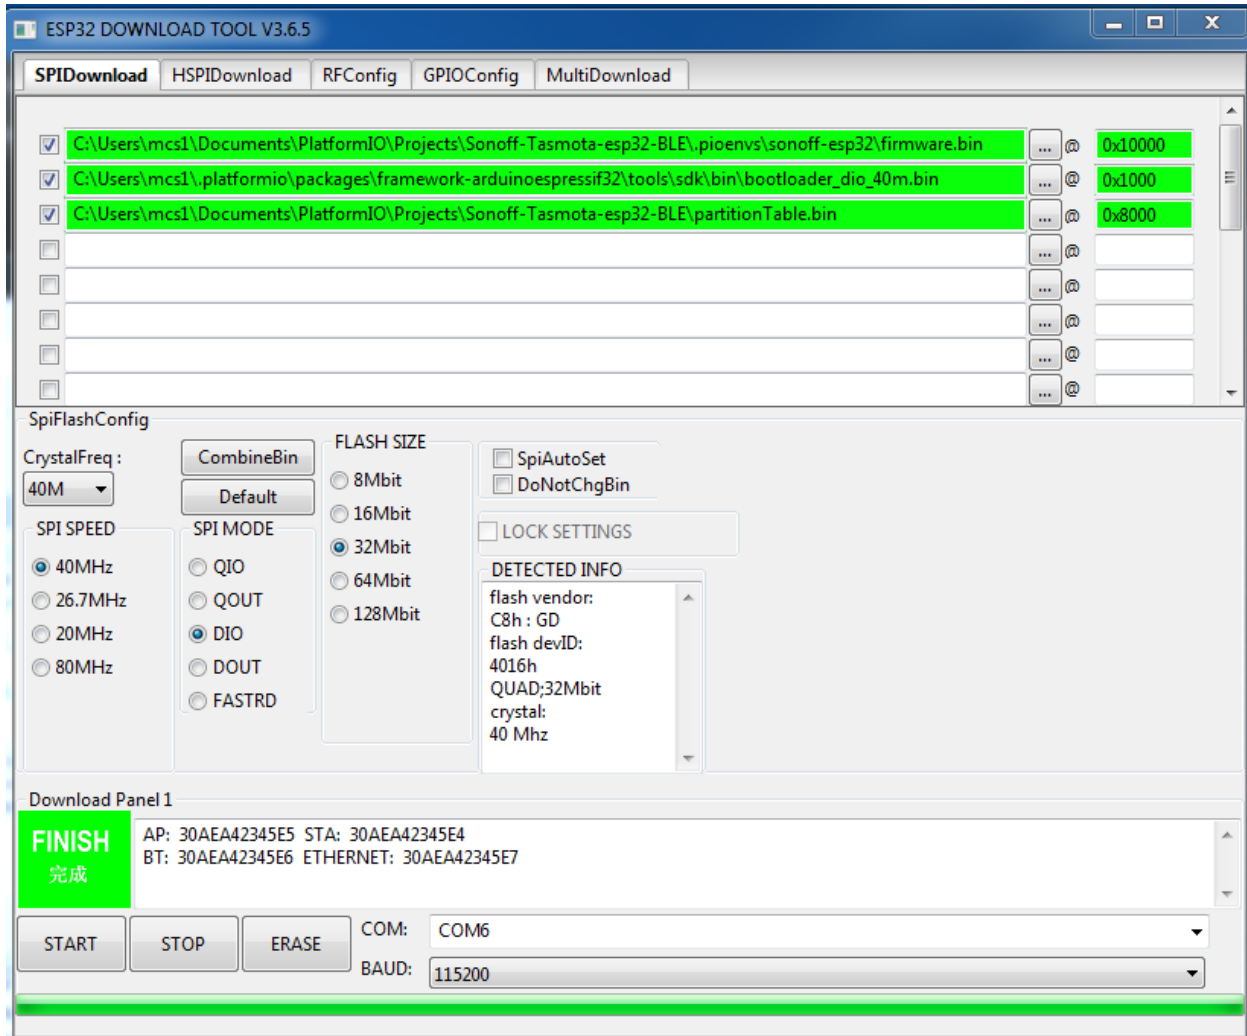 ESP32 DOWNLOAD TOOL V3.6.5
SPIDownload HSPIDownload RFConfig GPIOConfig MultiDownload
C:\Users\mcs1\Documents\PlatformIO\Projects\Sonoff-Tasmota-esp32-BLE\.pioenvs\sonoff-esp32\firmware.bin ... @ 0x10000
C:\Users\mcs1\.platformio\packages\framework-arduinoespressif32\tools\sdk\bin\bootloader_dio_40m.bin ... @ 0x1000
C:\Users\mcs1\Documents\PlatformIO\Projects\Sonoff-Tasmota-esp32-BLE\partitionTable.bin ... @ 0x8000
... @
... @
... @
... @
... @
SpiFlashConfig
CrystalFreq :
40M
CombineBin
Default
SPI SPEED
40MHz
26.7MHz
20MHz
80MHz
SPI MODE
QIO
QOUT
DIO
DOUT
FASTRD
FLASH SIZE
8Mbit
16Mbit
32Mbit
64Mbit
128Mbit
SpiAutoSet
DoNotChgBin
LOCK SETTINGS
DETECTED INFO
flash vendor:
C8h : GD
flash devID:
4016h
QUAD;32Mbit
crystal:
40 Mhz
Download Panel 1
FINISH
完成
AP: 30AEA42345E5 STA: 30AEA42345E4
BT: 30AEA42345E6 ETHERNET: 30AEA42345E7
START STOP ERASE
COM: COM6
BAUD: 115200